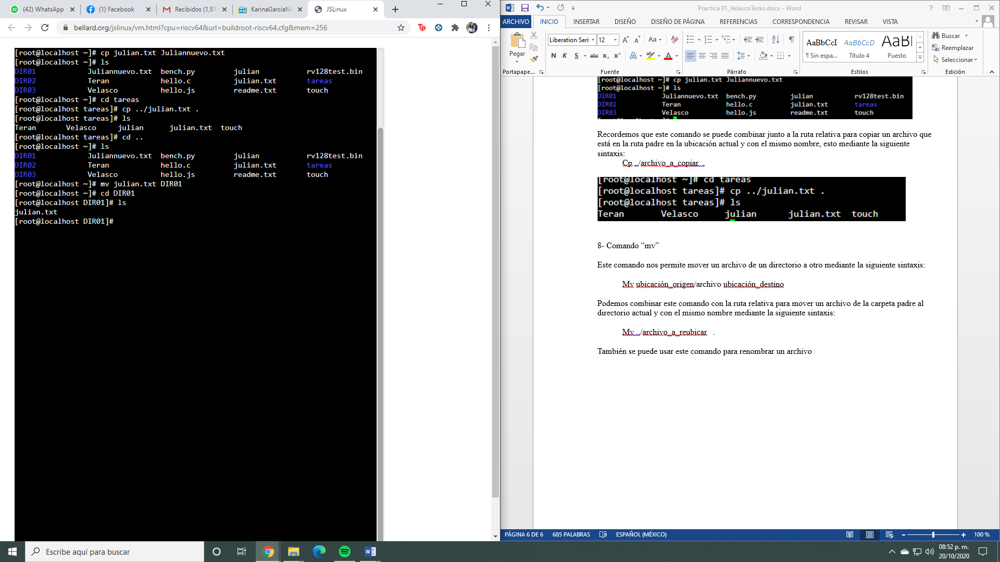 (42) WhatsApp
(1) Facebook
Recibidos (1,81
KarinaGarciaMo
JSLinux
bellard.org/jslinux/vm.html?cpu=riscv64&url=buildroot-riscv64.cfg&mem=256
[root@localhost ~]# cp julian.txt Juliannuevo.txt
[root@localhost ~]# ls
DIR01 Juliannuevo.txt bench.py julian rv128test.bin
DIR02 Teran hello.c julian.txt tareas
DIR03 Velasco hello.js readme.txt touch
[root@localhost ~]# cd tareas
[root@localhost tareas]# cp ../julian.txt .
[root@localhost tareas]# ls
Teran Velasco julian julian.txt touch
[root@localhost tareas]# cd ..
[root@localhost ~]# ls
DIR01 Juliannuevo.txt bench.py julian rv128test.bin
DIR02 Teran hello.c julian.txt tareas
DIR03 Velasco hello.js readme.txt touch
[root@localhost ~]# mv julian.txt DIR01
[root@localhost ~]# cd DIR01
[root@localhost DIR01]# ls
julian.txt
[root@localhost DIR01]#
Practica 01_VelascoTerán.docx - Word
ARCHIVO INICIO INSERTAR DISEÑO DISEÑO DE PÁGINA REFERENCIAS CORRESPONDENCIA REVISAR VISTA
Pegar
Liberation Seri 12
Aa
N K S abc x₂ x²
AaBbCcI AaBbCcD AaBl
¶ Sin espa... Título 4 Puesto
Buscar
Reemplazar
Seleccionar
Portapape... Fuente Párrafo Estilos Edición
[root@localhost ~]# cp julian.txt Juliannuevo.txt
[root@localhost ~]# ls
DIR01 Juliannuevo.txt bench.py julian rv128test.bin
DIR02 Teran hello.c julian.txt tareas
DIR03 Velasco hello.js readme.txt touch
Recordemos que este comando se puede combinar junto a la ruta relativa para copiar un archivo que
está en la ruta padre en la ubicación actual y con el mismo nombre, esto mediante la siguiente
sintaxis:
Cp ../archivo_a_copiar .
[root@localhost ~]# cd tareas
[root@localhost tareas]# cp ../julian.txt .
[root@localhost tareas]# ls
Teran Velasco julian julian.txt touch
8- Comando “mv”
Este comando nos permite mover un archivo de un directorio a otro mediante la siguiente sintaxis:
Mv ubicación_origen/archivo ubicación_destino
Podemos combinar este comando con la ruta relativa para mover un archivo de la carpeta padre al
directorio actual y con el mismo nombre mediante la siguiente sintaxis:
Mv ../archivo_a_reubicar .
También se puede usar este comando para renombrar un archivo
PÁGINA 6 DE 6 685 PALABRAS ESPAÑOL (MÉXICO) 100 %
Escribe aquí para buscar
08:52 p. m.
20/10/2020